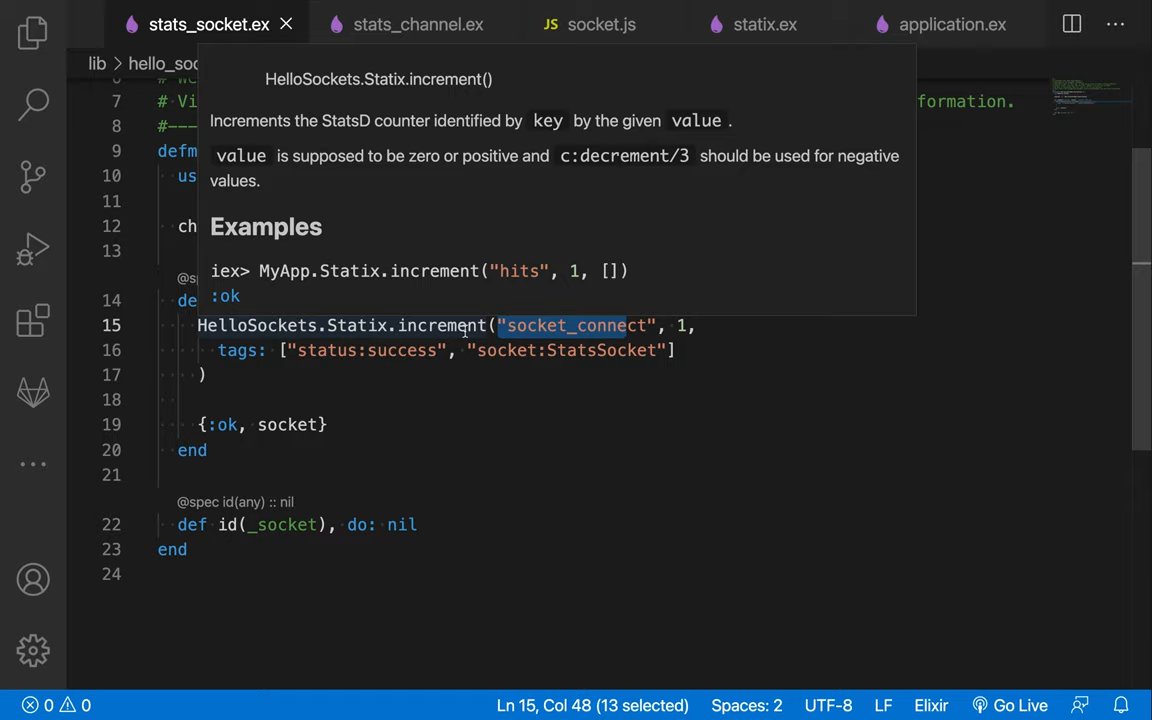 stats_socket.ex
stats_channel.ex
JS socket.js
statix.ex
application.ex
lib > hello_soc
HelloSockets.Statix.increment()
Increments the StatsD counter identified by key by the given value .
value is supposed to be zero or positive and c:decrement/3 should be used for negative
values.
Examples
iex> MyApp.Statix.increment("hits", 1, [])
:ok
7 # Vi formation.
8 #---
9 defm
10 us
11
12 ch
13
@sp
14 de
15 HelloSockets.Statix.increment("socket_connect", 1,
16 tags: ["status:success", "socket:StatsSocket"]
17 )
18
19 {:ok, socket}
20 end
21
@spec id(any) :: nil
22 def id(_socket), do: nil
23 end
24
0 0 Ln 15, Col 48 (13 selected) Spaces: 2 UTF-8 LF Elixir Go Live